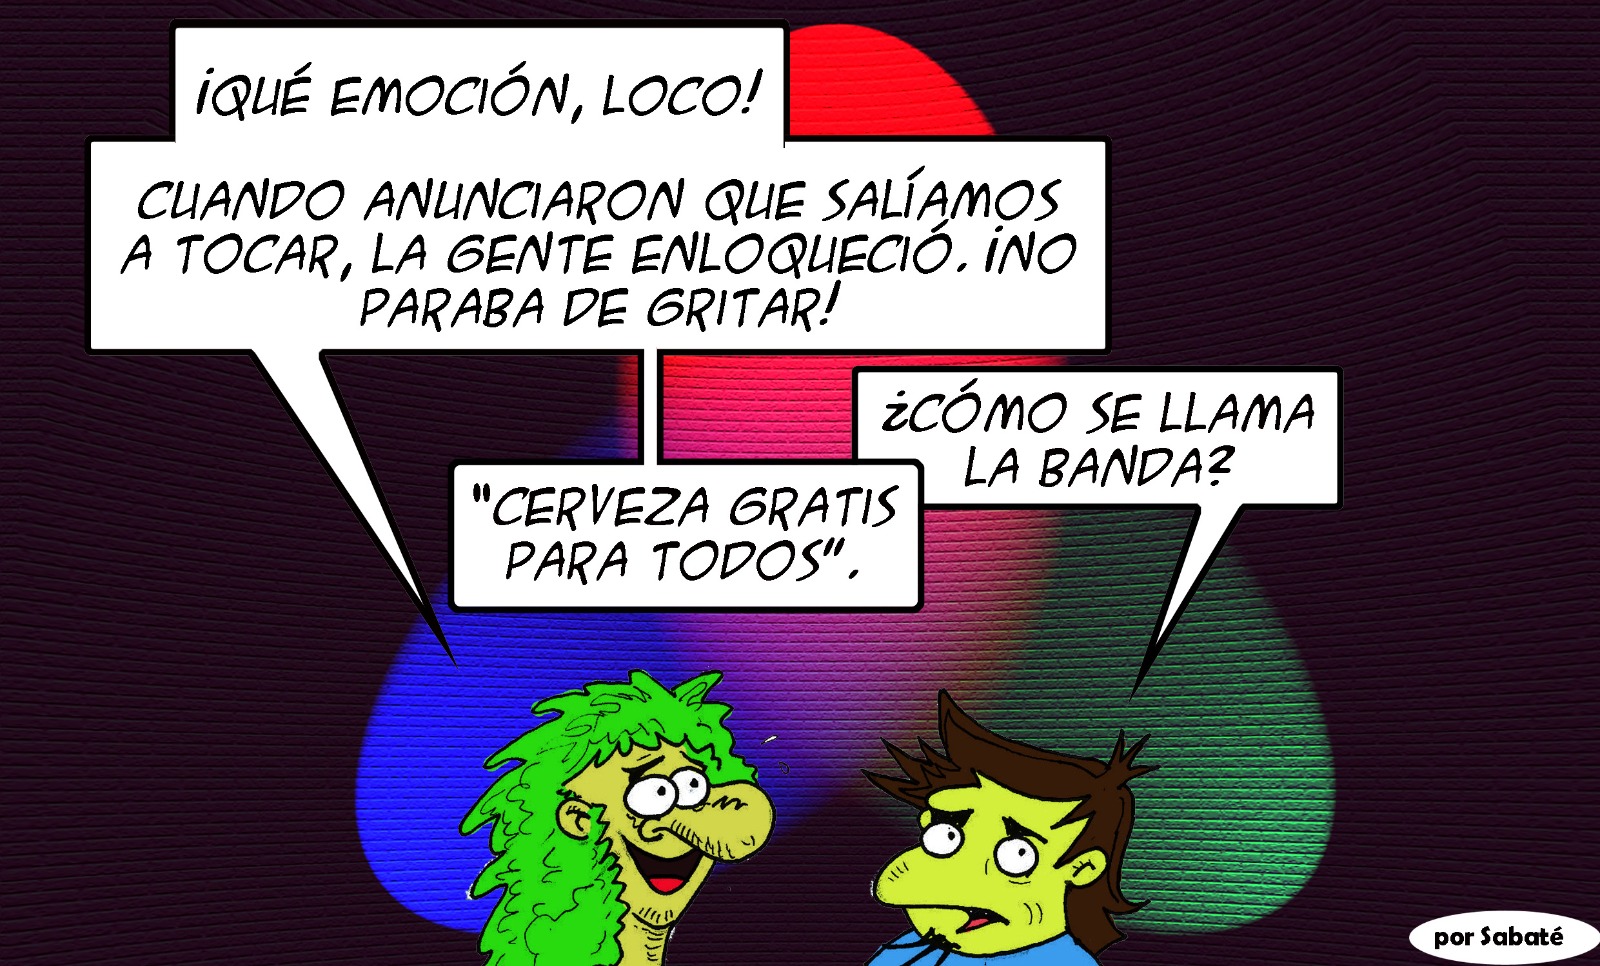 ¡QUÉ EMOCIÓN, LOCO!
CUANDO ANUNCIARON QUE SALÍAMOS
A TOCAR, LA GENTE ENLOQUECIÓ. ¡NO
PARABA DE GRITAR!
¿CÓMO SE LLAMA
LA BANDA?
"CERVEZA GRATIS
PARA TODOS".
por Sabaté